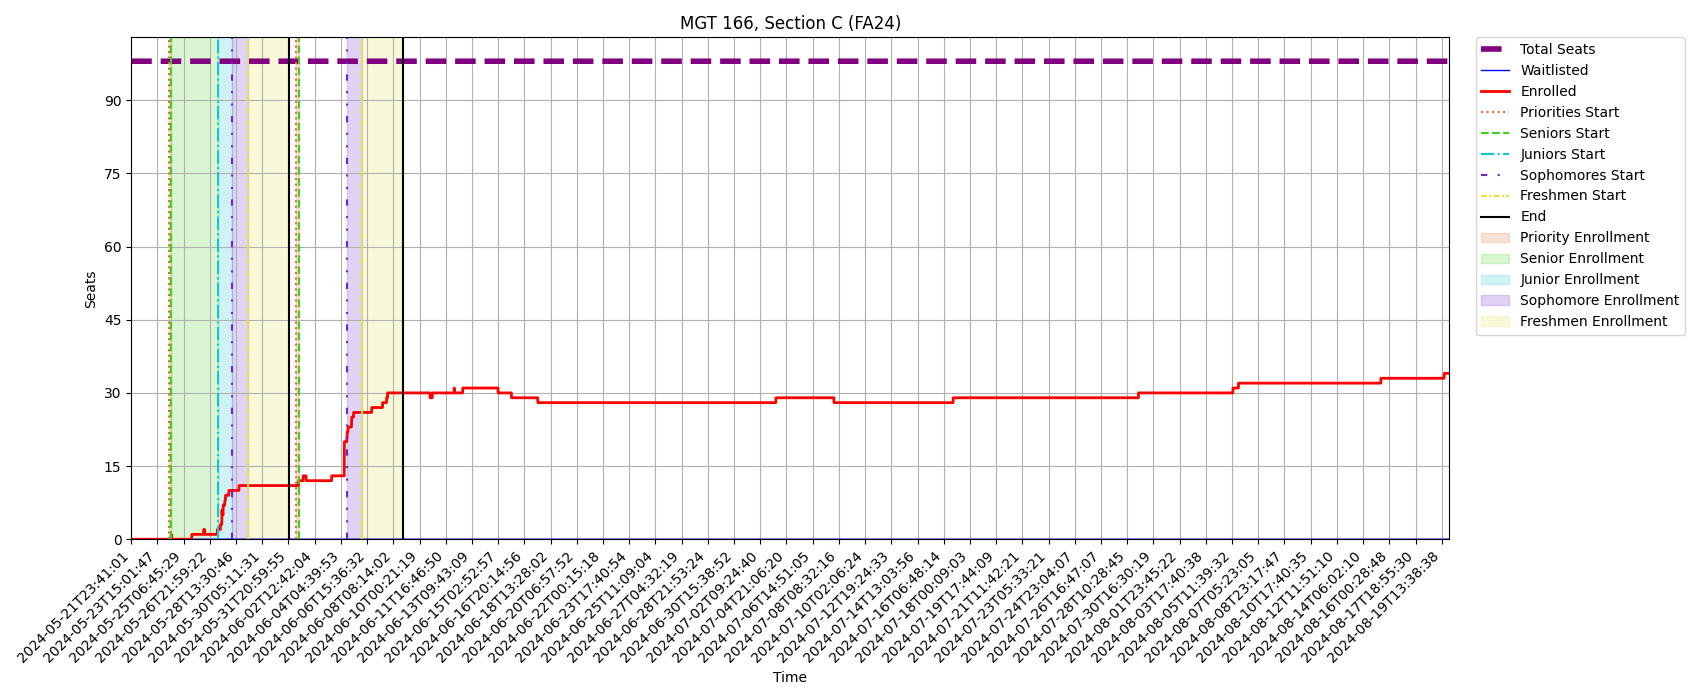 MGT 166, Section C (FA24)
Total Seats
Waitlisted
Enrolled
Priorities Start
Seniors Start
Juniors Start
Sophomores Start
Freshmen Start
End
Priority Enrollment
Senior Enrollment
Junior Enrollment
Sophomore Enrollment
Freshmen Enrollment
Seats
90
75
60
45
30
15
0
2024-05-21T23:41:01
2024-05-23T15:01:47
2024-05-25T06:45:29
2024-05-26T21:59:22
2024-05-28T13:30:46
2024-05-30T05:11:31
2024-05-31T20:59:55
2024-06-02T12:42:04
2024-06-04T04:39:53
2024-06-06T15:36:32
2024-06-08T08:14:02
2024-06-10T00:21:19
2024-06-11T16:46:50
2024-06-13T09:43:09
2024-06-15T02:52:57
2024-06-16T20:14:56
2024-06-18T13:28:02
2024-06-20T06:57:52
2024-06-22T00:15:18
2024-06-23T17:40:54
2024-06-25T11:09:04
2024-06-27T04:32:19
2024-06-28T21:53:24
2024-06-30T15:38:52
2024-07-02T09:24:40
2024-07-04T21:06:20
2024-07-06T14:51:05
2024-07-08T08:32:16
2024-07-10T02:06:24
2024-07-12T19:24:33
2024-07-14T13:03:56
2024-07-16T06:48:14
2024-07-18T00:09:03
2024-07-19T17:44:09
2024-07-21T11:42:21
2024-07-23T05:33:21
2024-07-24T23:04:07
2024-07-26T16:47:07
2024-07-28T10:28:45
2024-07-30T16:30:19
2024-08-01T23:45:22
2024-08-03T17:40:38
2024-08-05T11:39:32
2024-08-07T05:23:05
2024-08-08T23:17:47
2024-08-10T17:40:35
2024-08-12T11:51:10
2024-08-14T06:02:10
2024-08-16T00:28:48
2024-08-17T18:55:30
2024-08-19T13:38:38
Time